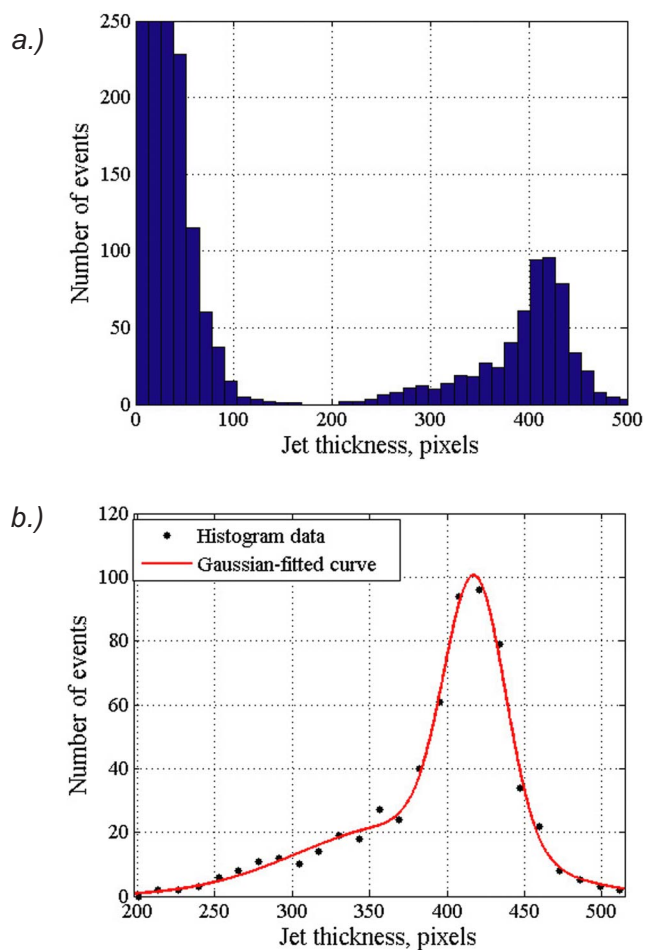 a.)
250
200
150
100
50
0
Number of events
0 100 200 300 400 500
Jet thickness, pixels
b.)
120
100
80
60
40
20
0
Number of events
Histogram data
Gaussian-fitted curve
200 250 300 350 400 450 500
Jet thickness, pixels